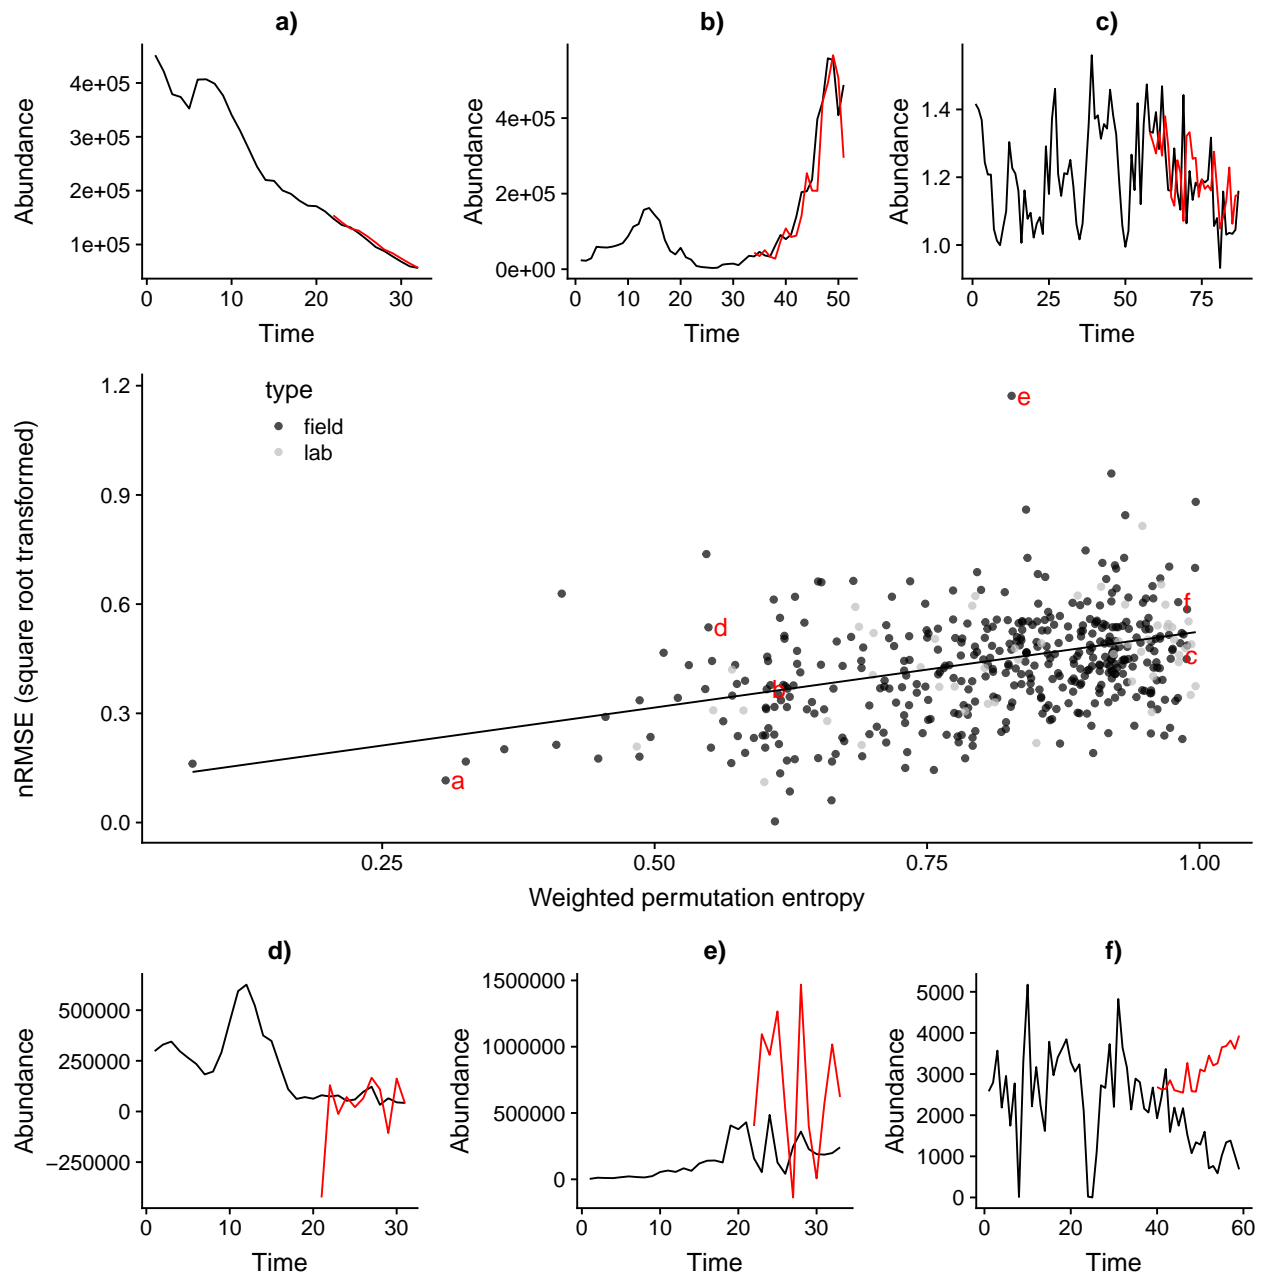 a)
b)
c)
Abundance
4e+05
3e+05
2e+05
1e+05
0 10 20 30
Time
Abundance
4e+05
2e+05
0e+00
0 10 20 30 40 50
Time
Abundance
1.4
1.2
1.0
0 25 50 75
Time
nRMSE (square root transformed)
1.2
0.9
0.6
0.3
0.0
type
field
lab
e
d
f
b
c
a
0.25 0.50 0.75 1.00
Weighted permutation entropy
d)
e)
f)
Abundance
500000
250000
0
−250000
0 10 20 30
Time
Abundance
1500000
1000000
500000
0
0 10 20 30
Time
Abundance
5000
4000
3000
2000
1000
0
0 20 40 60
Time